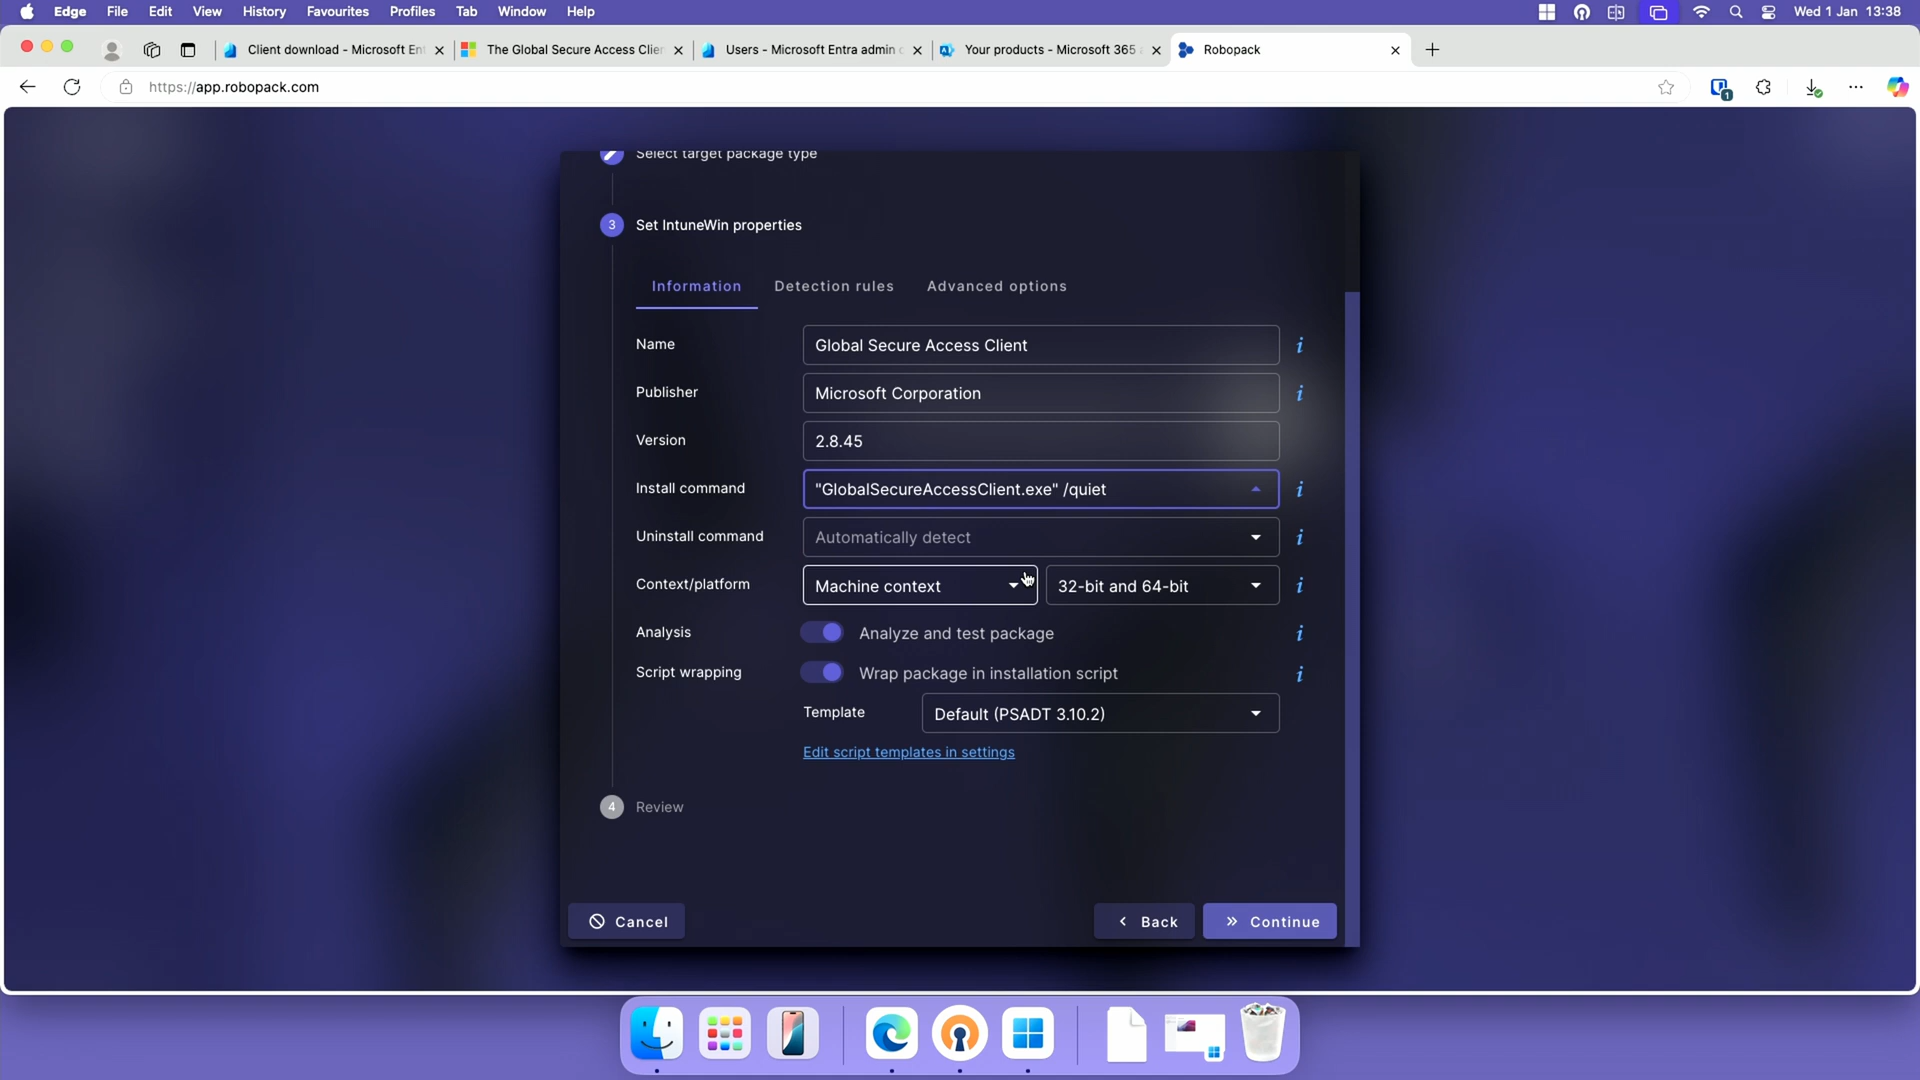 Edge File Edit View History Favourites Profiles Tab Window Help Wed 1 Jan 13:38
Client download - Microsoft Ent The Global Secure Access Clien Users - Microsoft Entra admin c Your products - Microsoft 365 a Robopack
https://app.robopack.com 1
Select target package type
3 Set IntuneWin properties
Information Detection rules Advanced options
Name Global Secure Access Client i
Publisher Microsoft Corporation i
Version 2.8.45
Install command "GlobalSecureAccessClient.exe" /quiet i
Uninstall command Automatically detect i
Context/platform Machine context 32-bit and 64-bit i
Analysis Analyze and test package i
Script wrapping Wrap package in installation script i
Template Default (PSADT 3.10.2)
Edit script templates in settings
4 Review
Cancel Back Continue